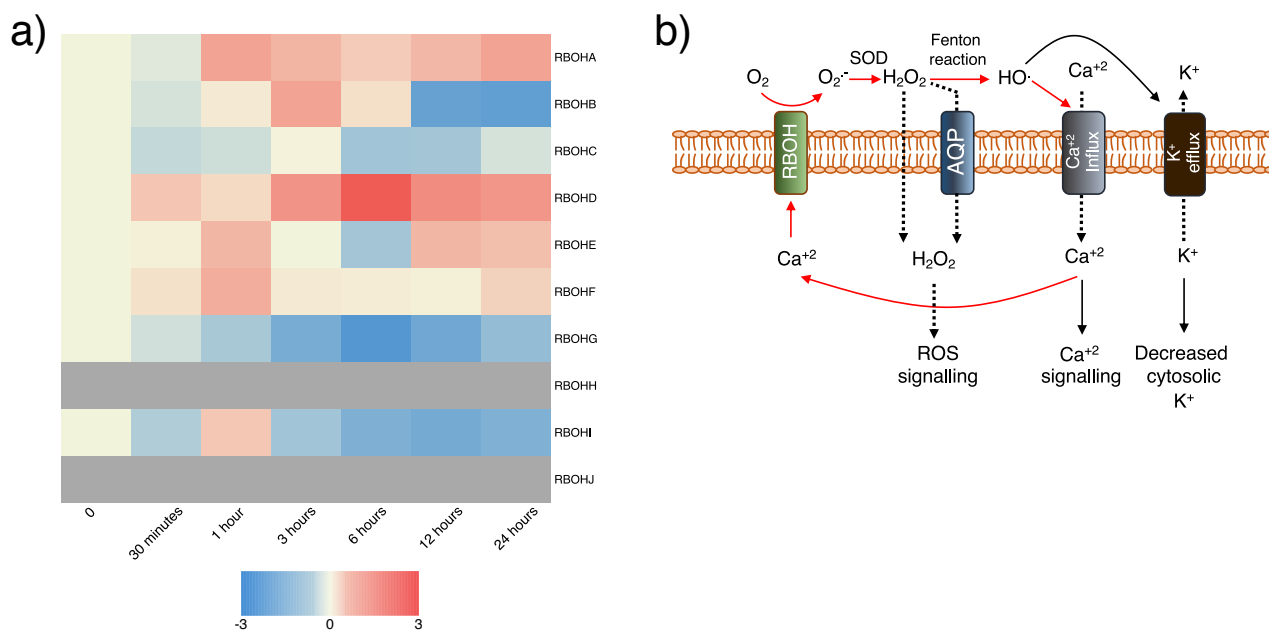 a)
RBOHA
RBOHB
RBOHC
RBOHD
RBOHE
RBOHF
RBOHG
RBOHH
RBOHI
RBOHJ
0
30 minutes
1 hour
3 hours
6 hours
12 hours
24 hours
-3
0
3
b)
O₂
O₂·⁻
SOD
H₂O₂
Fenton
reaction
HO·
Ca⁺²
K⁺
RBOH
AQP
Ca⁺²
Influx
K⁺
efflux
Ca⁺²
H₂O₂
Ca⁺²
K⁺
ROS
signalling
Ca⁺²
signalling
Decreased
cytosolic
K⁺